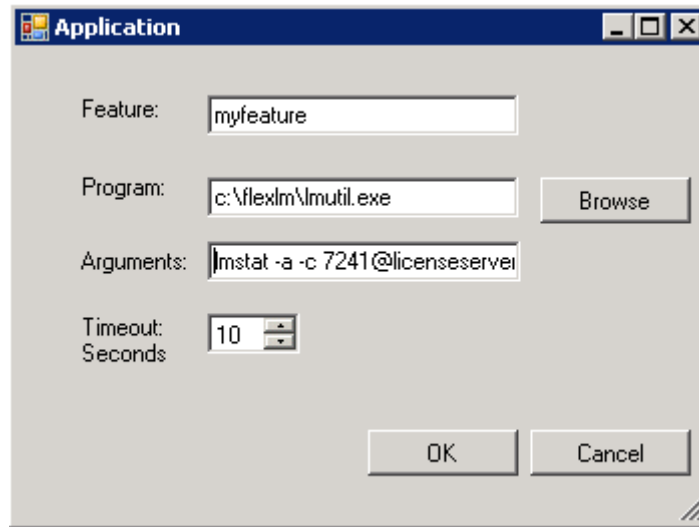 Application
Feature: myfeature
Program: c:\flexlm\lmutil.exe Browse
Arguments: lmstat -a -c 7241@licenseserver
Timeout: 10
Seconds
OK Cancel